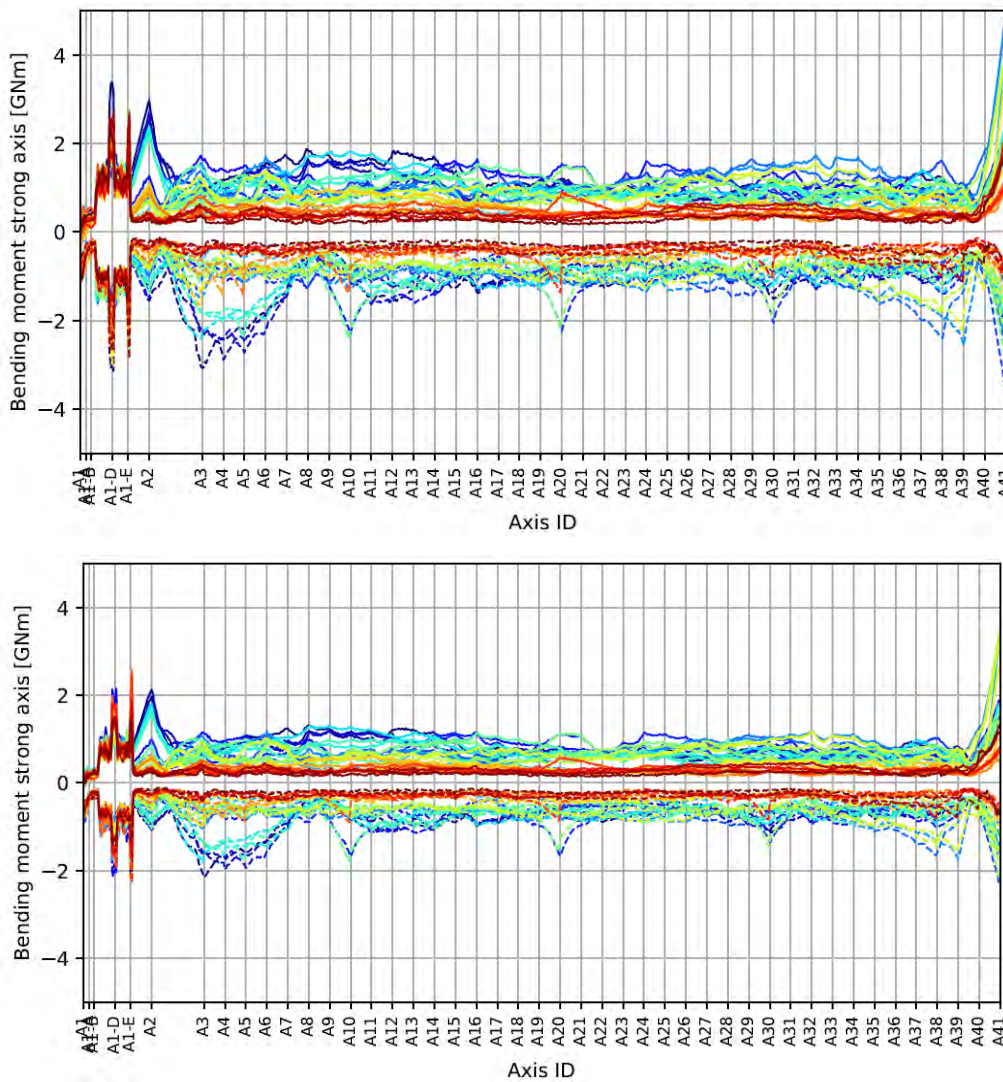 Bending moment strong axis [GNm]
4
2
0
−2
−4
A1
A1-D
A1-E
A2
A3
A4
A5
A6
A7
A8
A9
A10
A11
A12
A13
A14
A15
A16
A17
A18
A19
A20
A21
A22
A23
A24
A25
A26
A27
A28
A29
A30
A31
A32
A33
A34
A35
A36
A37
A38
A39
A40
A41
Axis ID
Bending moment strong axis [GNm]
4
2
0
−2
−4
A1
A1-D
A1-E
A2
A3
A4
A5
A6
A7
A8
A9
A10
A11
A12
A13
A14
A15
A16
A17
A18
A19
A20
A21
A22
A23
A24
A25
A26
A27
A28
A29
A30
A31
A32
A33
A34
A35
A36
A37
A38
A39
A40
A41
Axis ID